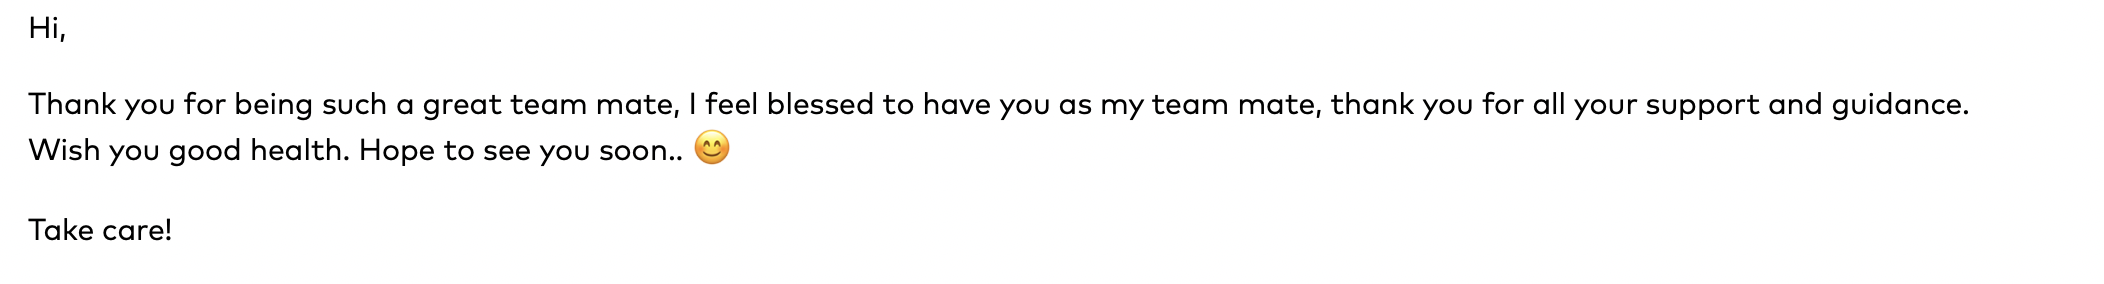 Hi,
Thank you for being such a great team mate, I feel blessed to have you as my team mate, thank you for all your support and guidance.
Wish you good health. Hope to see you soon.. 😊
Take care!